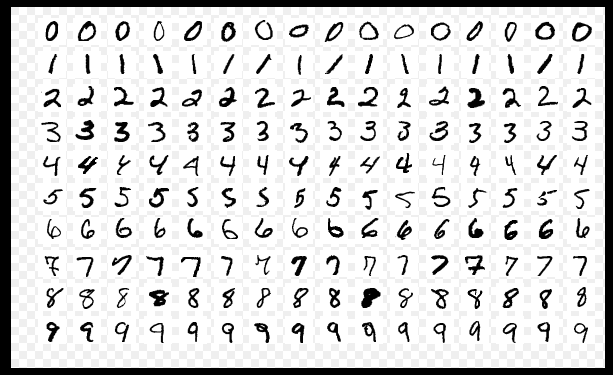 0 0 0 0 0 0 0 0 0 0 0 0 0 0 0 0
1 1 1 1 1 1 1 1 1 1 1 1 1 1 1 1
2 2 2 2 2 2 2 2 2 2 2 2 2 2 2 2
3 3 3 3 3 3 3 3 3 3 3 3 3 3 3 3
4 4 4 4 4 4 4 4 4 4 4 4 4 4 4 4
5 5 5 5 5 5 5 5 5 5 5 5 5 5 5 5
6 6 6 6 6 6 6 6 6 6 6 6 6 6 6 6
7 7 7 7 7 7 7 7 7 7 7 7 7 7 7 7
8 8 8 8 8 8 8 8 8 8 8 8 8 8 8 8
9 9 9 9 9 9 9 9 9 9 9 9 9 9 9 9